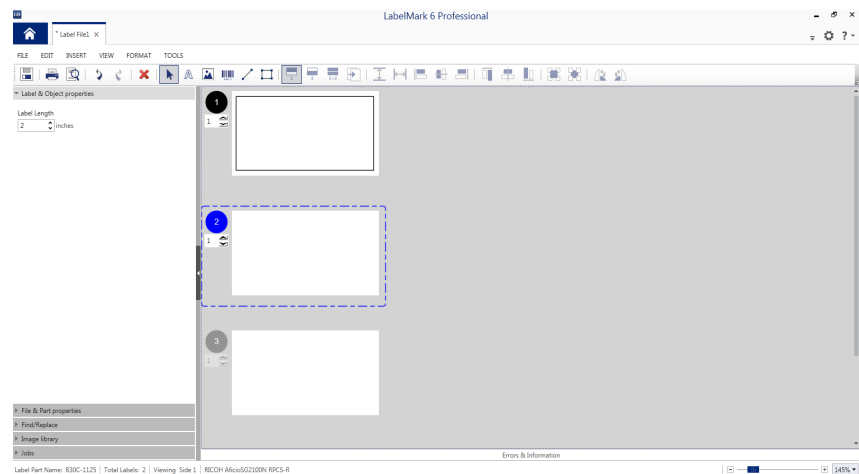 LM
LabelMark 6 Professional
* Label File1 ×
?
FILE EDIT INSERT VIEW FORMAT TOOLS
A
Label & Object properties
Label Length
2 inches
1
1
2
1
3
1
File & Part properties
Find/Replace
Image library
Jobs
Errors & Information
Label Part Name: B30C-1125 | Total Labels: 2 | Viewing Side 1 | RICOH AficioSG2100N RPCS-R
145%